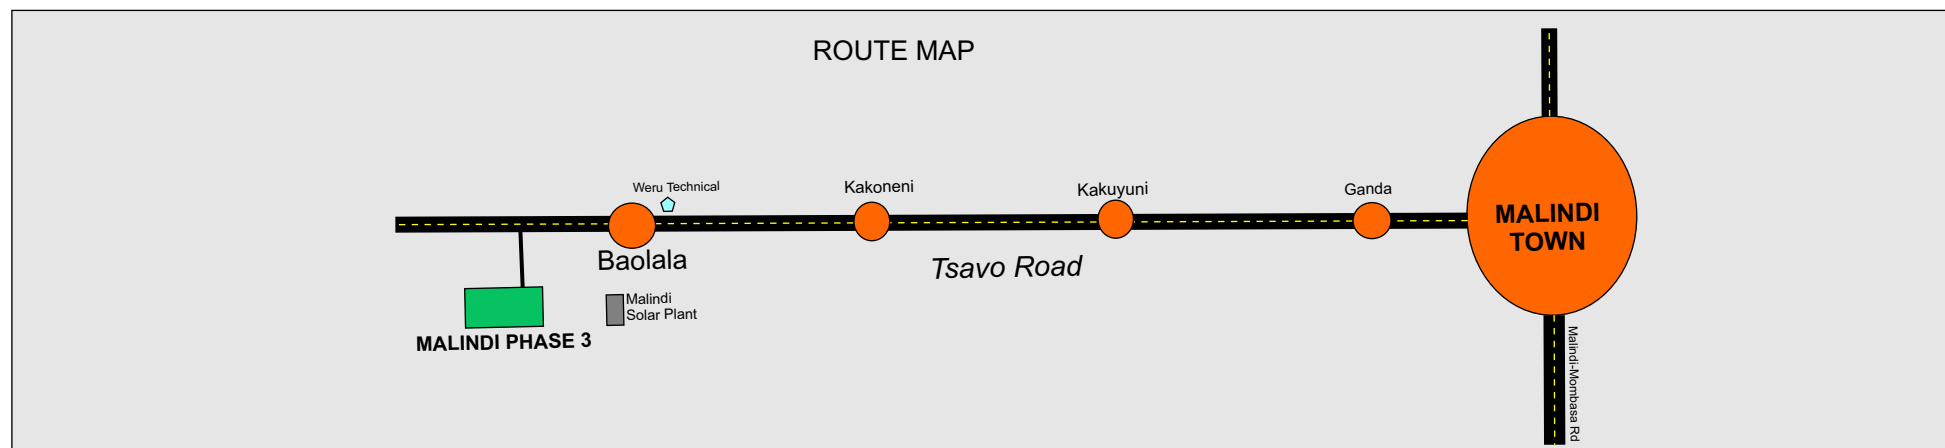 ROUTE MAP
Weru Technical
Kakoneni
Kakuyuni
Ganda
MALINDI
TOWN
Baolala
Tsavo Road
Malindi
Solar Plant
MALINDI PHASE 3
Malindi-Mombasa Rd